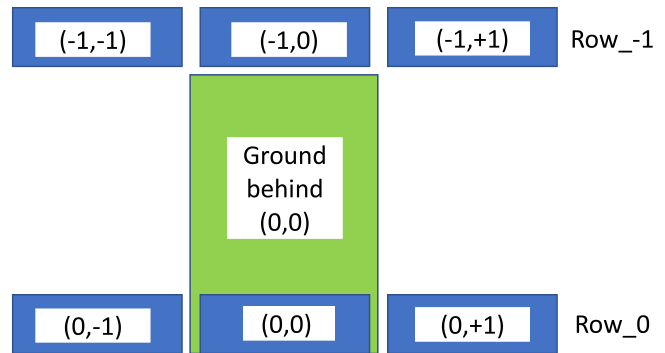 (-1,-1) (-1,0) (-1,+1) Row_-1
Ground
behind
(0,0)
(0,-1) (0,0) (0,+1) Row_0